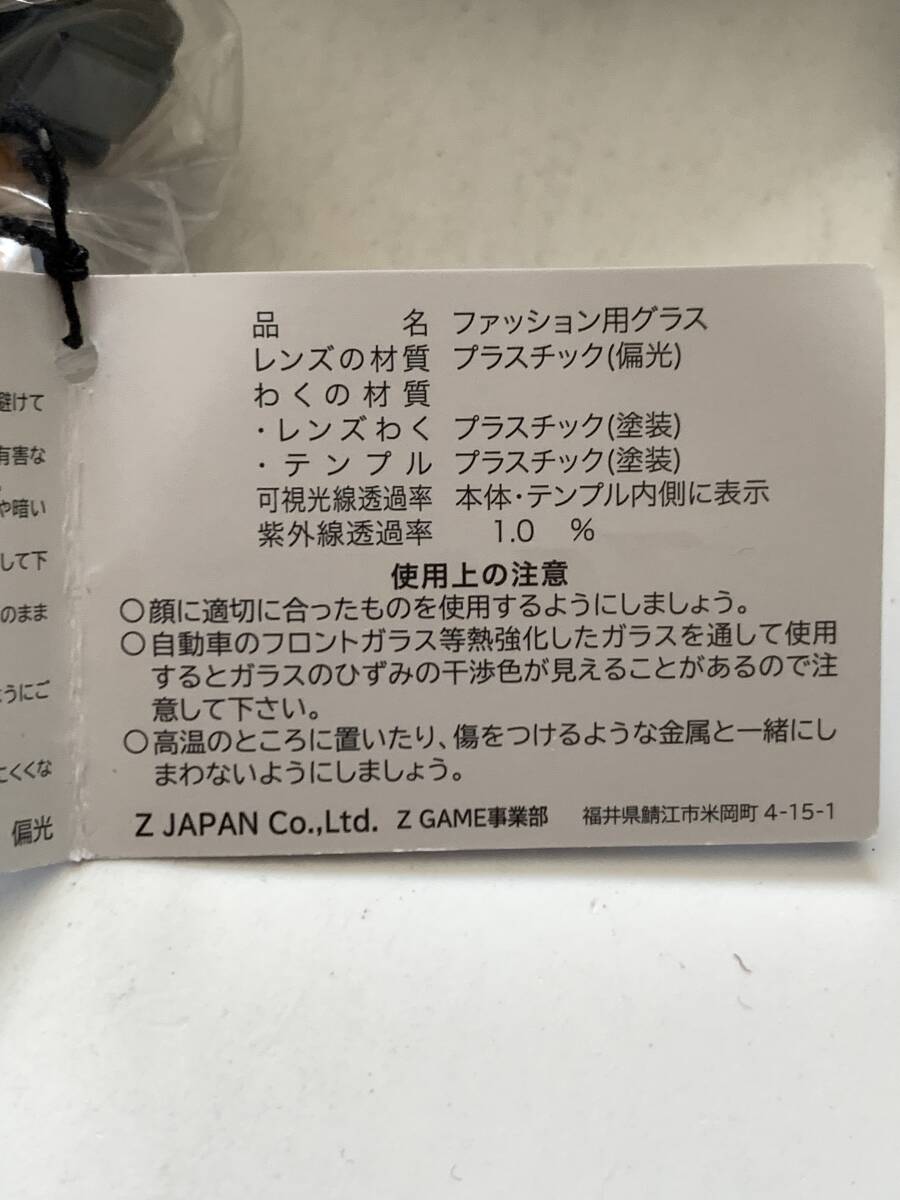 避けて
有害な
や暗い
して下
のまま
ようにご
にくくな
偏光
品 名 ファッション用グラス
レンズの材質 プラスチック(偏光)
わくの材質
・レンズわく プラスチック(塗装)
・テンプル プラスチック(塗装)
可視光線透過率 本体・テンプル内側に表示
紫外線透過率 1.0 %
使用上の注意
○顔に適切に合ったものを使用するようにしましょう。
○自動車のフロントガラス等熱強化したガラスを通して使用
するとガラスのひずみの干渉色が見えることがあるので注
意して下さい。
○高温のところに置いたり、傷をつけるような金属と一緒にし
まわないようにしましょう。
Z JAPAN Co.,Ltd. Z GAME事業部 福井県鯖江市米岡町 4-15-1